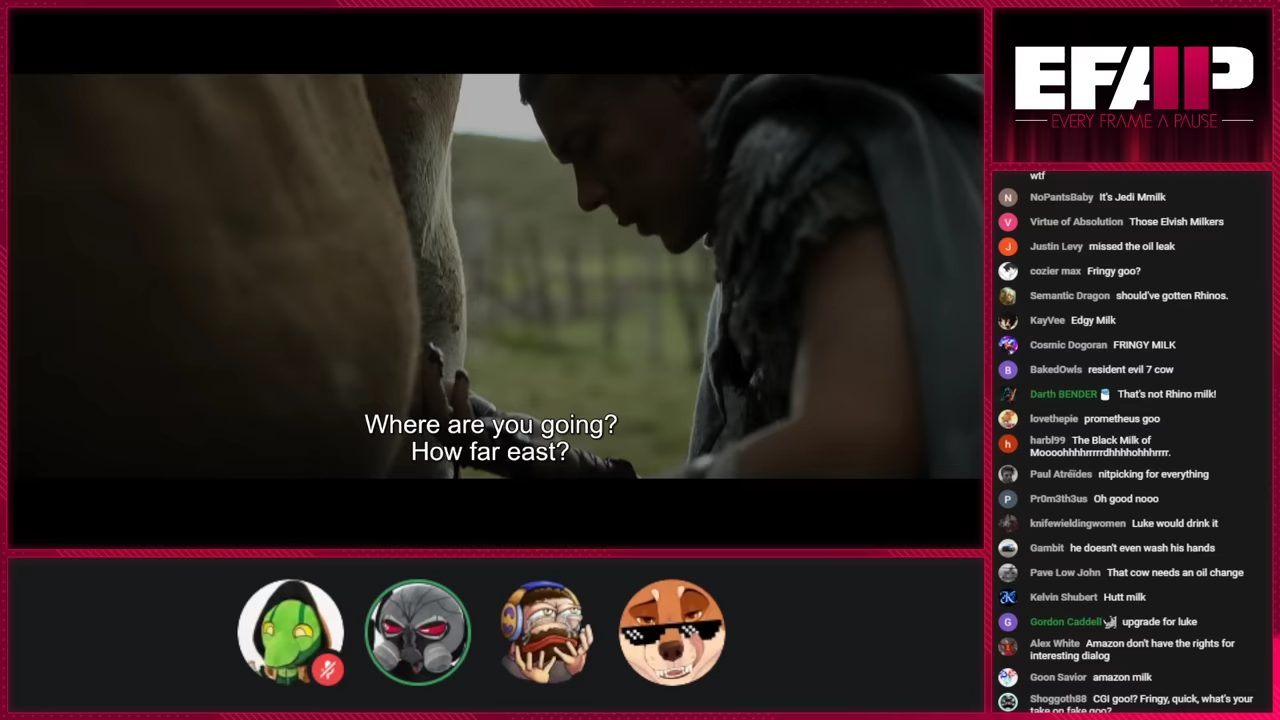 EFAP
EVERY FRAME A PAUSE
Where are you going?
How far east?
wtf
N NoPantsBaby It's Jedi Mmilk
V Virtue of Absolution Those Elvish Milkers
J Justin Levy missed the oil leak
cozier max Fringy goo?
Semantic Dragon should've gotten Rhinos.
KayVee Edgy Milk
Cosmic Dogoran FRINGY MILK
B BakedOwls resident evil 7 cow
Darth BENDER That's not Rhino milk!
lovethepie prometheus goo
h harbl99 The Black Milk of
Moooohhhhrrrrrdhhhhohhhrrrr.
Paul Atréïdes nitpicking for everything
P Pr0m3th3us Oh good nooo
knifewieldingwomen Luke would drink it
Gambit he doesn't even wash his hands
Pave Low John That cow needs an oil change
Kelvin Shubert Hutt milk
G Gordon Caddell upgrade for luke
Alex White Amazon don't have the rights for
interesting dialog
Goon Savior amazon milk
Shoggoth88 CGI goo!? Fringy, quick, what's your
take on fake goo?